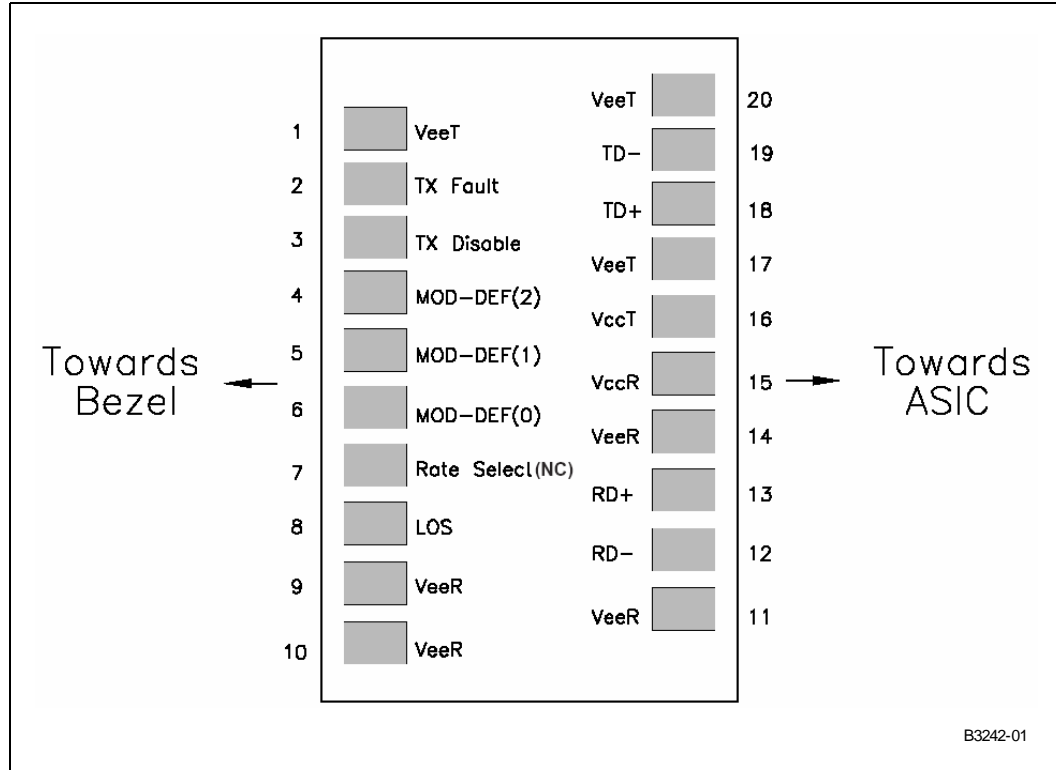 1 VeeT
2 TX Fault
3 TX Disable
4 MOD-DEF(2)
5 MOD-DEF(1)
6 MOD-DEF(0)
7 Rate Select(NC)
8 LOS
9 VeeR
10 VeeR
VeeT 20
TD- 19
TD+ 18
VeeT 17
VccT 16
VccR 15
VeeR 14
RD+ 13
RD- 12
VeeR 11
Towards
Bezel
Towards
ASIC
B3242-01